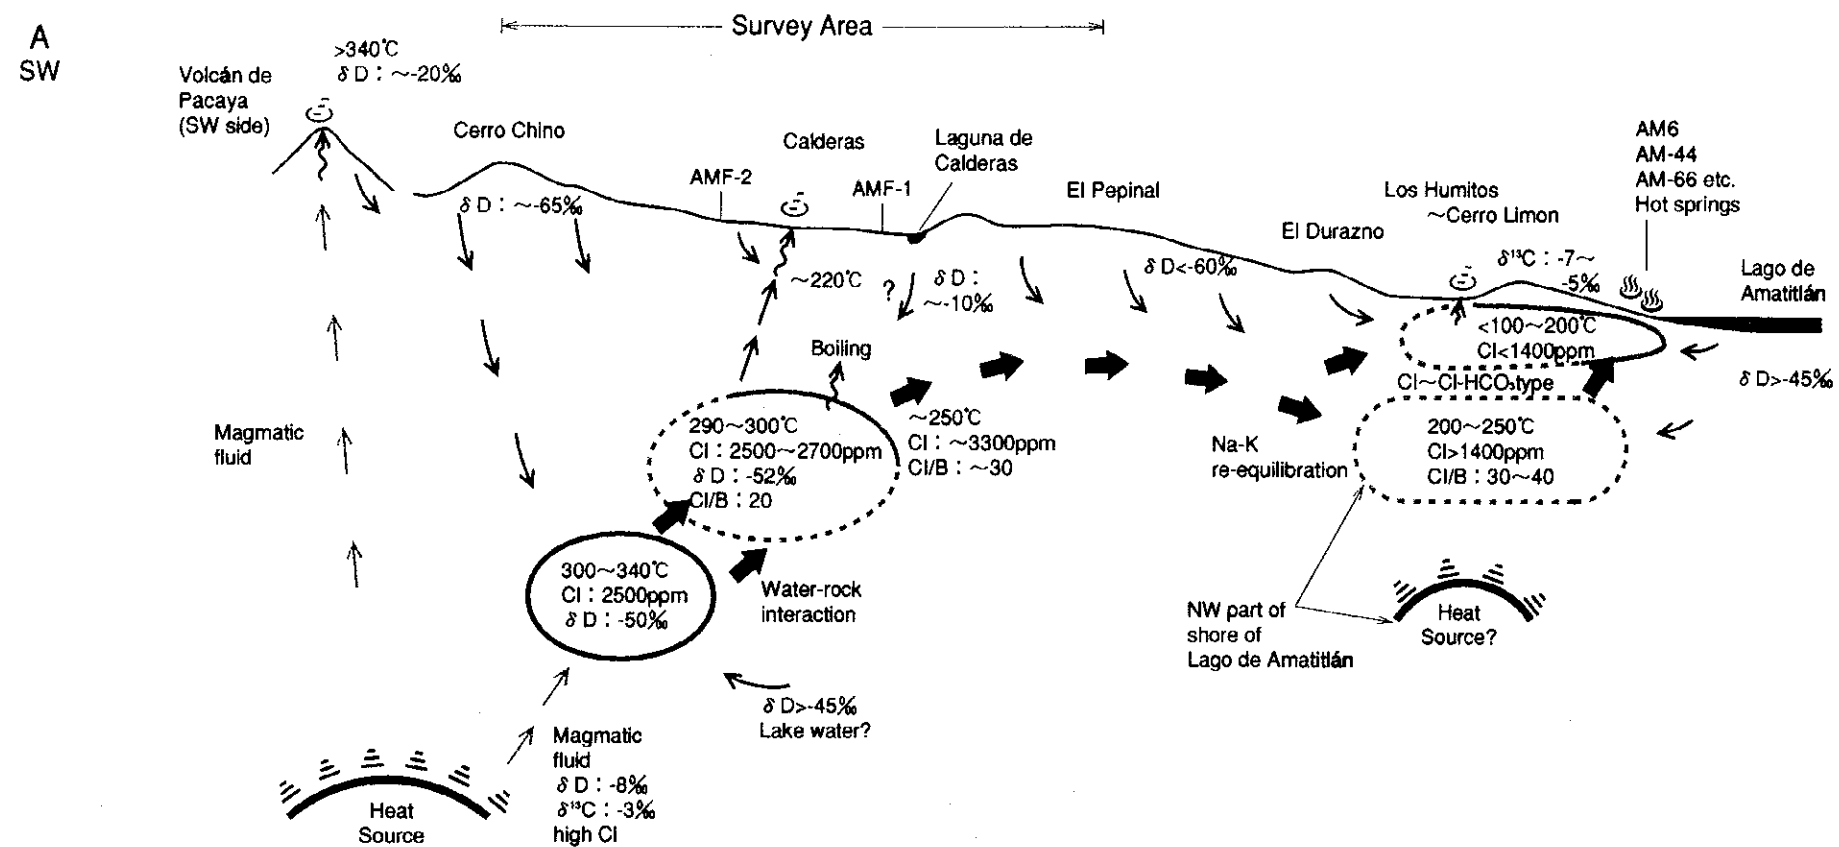 Survey Area
A
SW
>340℃
δD：～-20‰
Volcán de
Pacaya
(SW side)
Cerro Chino
Calderas
Laguna de
Calderas
AMF-2
AMF-1
El Pepinal
Los Humitos
～Cerro Limon
El Durazno
AM6
AM-44
AM-66 etc.
Hot springs
δD：～-65‰
～220℃
?
δD：
～-10‰
δD<-60‰
δ¹³C：-7～
-5‰
Lago de
Amatitlán
<100～200℃
Cl<1400ppm
Boiling
Cl～Cl-HCO₃type
δD>-45‰
Magmatic
fluid
290～300℃
Cl：2500～2700ppm
δD：-52‰
Cl/B：20
～250℃
Cl：～3300ppm
Cl/B：～30
Na-K
re-equilibration
200～250℃
Cl>1400ppm
Cl/B：30～40
300～340℃
Cl：2500ppm
δD：-50‰
Water-rock
interaction
NW part of
shore of
Lago de Amatitlán
Heat
Source?
δD>-45‰
Lake water?
Magmatic
fluid
δD：-8‰
δ¹³C：-3‰
high Cl
Heat
Source